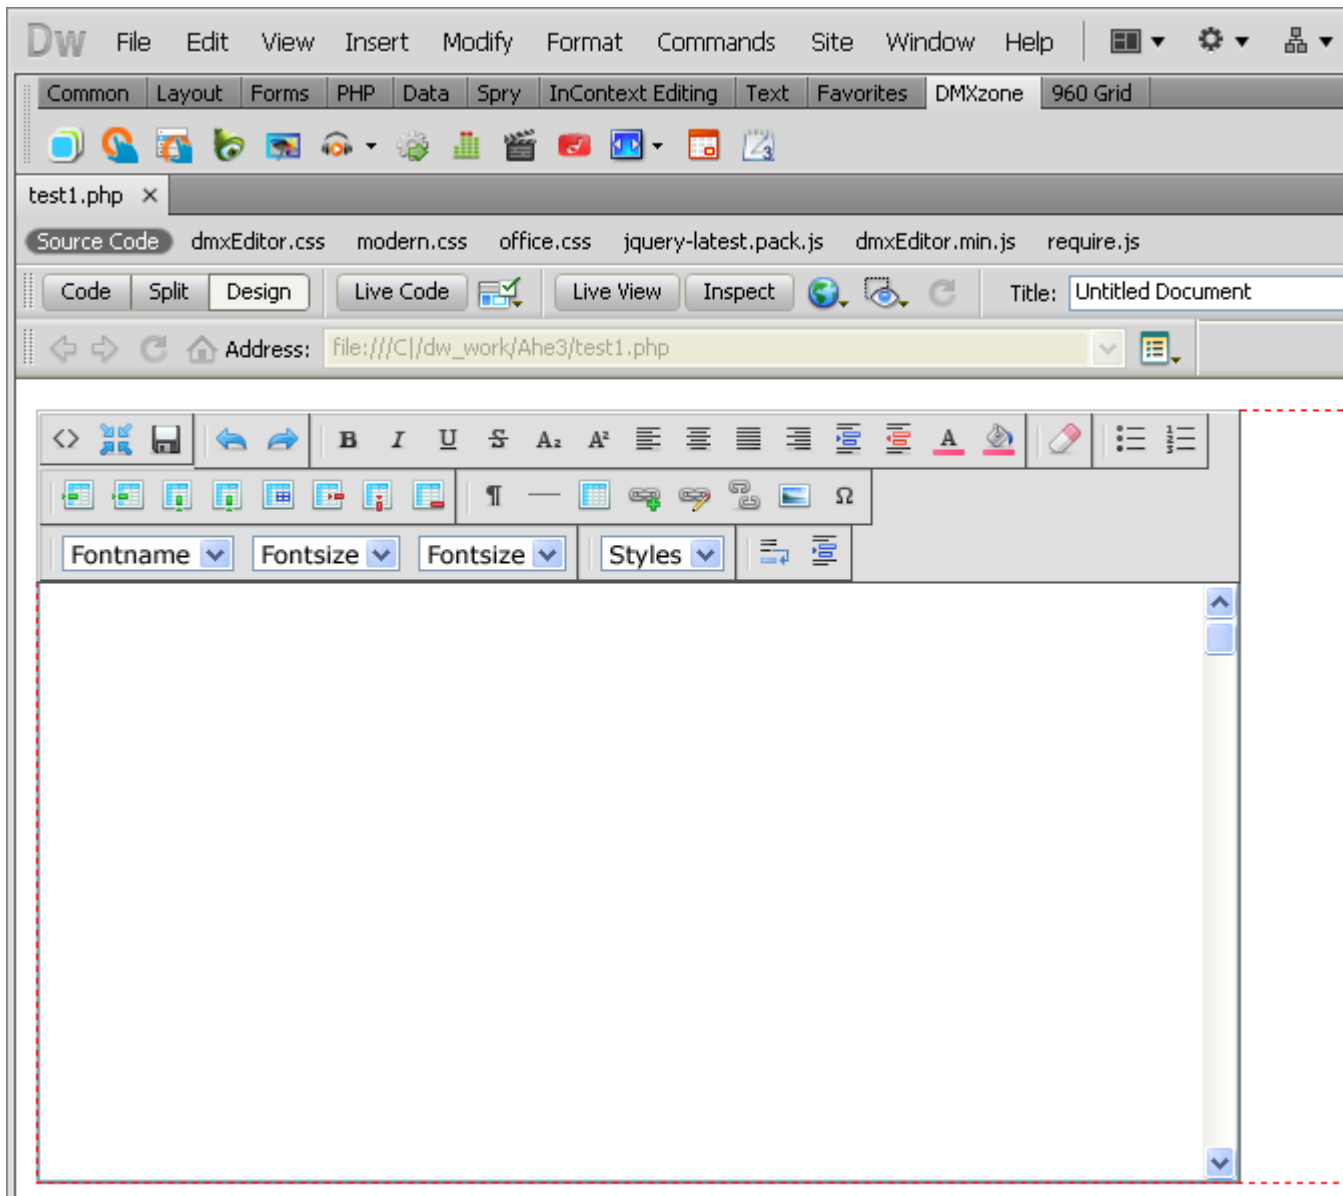 Dw File Edit View Insert Modify Format Commands Site Window Help
Common Layout Forms PHP Data Spry InContext Editing Text Favorites DMXzone 960 Grid
test1.php
Source Code dmxEditor.css modern.css office.css jquery-latest.pack.js dmxEditor.min.js require.js
Code Split Design Live Code Live View Inspect Title: Untitled Document
Address: file:///C|/dw_work/Ahe3/test1.php
B I U S A₂ A² A
¶ Ω
Fontname Fontsize Fontsize Styles